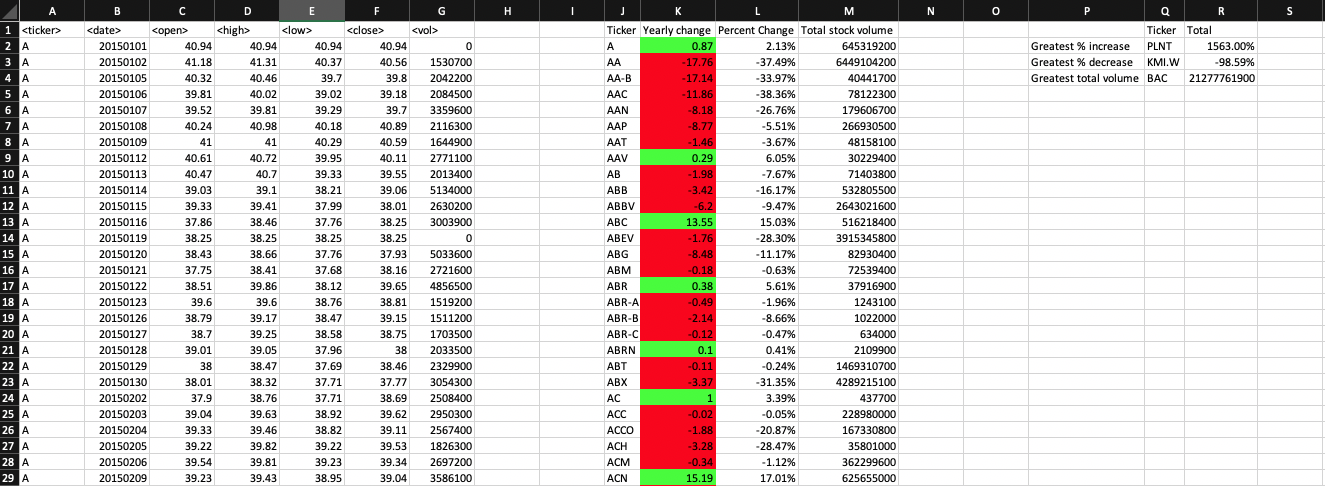 A B C D E F G H I J K L M N O P Q R S
1 <ticker> <date> <open> <high> <low> <close> <vol> Ticker Yearly change Percent Change Total stock volume Ticker Total
2 A 20150101 40.94 40.94 40.94 40.94 0 A 0.87 2.13% 645319200 Greatest % increase PLNT 1563.00%
3 A 20150102 41.18 41.31 40.37 40.56 1530700 AA -17.76 -37.49% 6449104200 Greatest % decrease KMI.W -98.59%
4 A 20150105 40.32 40.46 39.7 39.8 2042200 AA-B -17.14 -33.97% 40441700 Greatest total volume BAC 21277761900
5 A 20150106 39.81 40.02 39.02 39.18 2084500 AAC -11.86 -38.36% 78122300
6 A 20150107 39.52 39.81 39.29 39.7 3359600 AAN -8.18 -26.76% 179606700
7 A 20150108 40.24 40.98 40.18 40.89 2116300 AAP -8.77 -5.51% 266930500
8 A 20150109 41 41 40.29 40.59 1644900 AAT -1.46 -3.67% 48158100
9 A 20150112 40.61 40.72 39.95 40.11 2771100 AAV 0.29 6.05% 30229400
10 A 20150113 40.47 40.7 39.33 39.55 2013400 AB -1.98 -7.67% 71403800
11 A 20150114 39.03 39.1 38.21 39.06 5134000 ABB -3.42 -16.17% 532805500
12 A 20150115 39.33 39.41 37.99 38.01 2630200 ABBV -6.2 -9.47% 2643021600
13 A 20150116 37.86 38.46 37.76 38.25 3003900 ABC 13.55 15.03% 516218400
14 A 20150119 38.25 38.25 38.25 38.25 0 ABEV -1.76 -28.30% 3915345800
15 A 20150120 38.43 38.66 37.76 37.93 5033600 ABG -8.48 -11.17% 82930400
16 A 20150121 37.75 38.41 37.68 38.16 2721600 ABM -0.18 -0.63% 72539400
17 A 20150122 38.51 39.86 38.12 39.65 4856500 ABR 0.38 5.61% 37916900
18 A 20150123 39.6 39.6 38.76 38.81 1519200 ABR-A -0.49 -1.96% 1243100
19 A 20150126 38.79 39.17 38.47 39.15 1511200 ABR-B -2.14 -8.66% 1022000
20 A 20150127 38.7 39.25 38.58 38.75 1703500 ABR-C -0.12 -0.47% 634000
21 A 20150128 39.01 39.05 37.96 38 2033500 ABRN 0.1 0.41% 2109900
22 A 20150129 38 38.47 37.69 38.46 2329900 ABT -0.11 -0.24% 1469310700
23 A 20150130 38.01 38.32 37.71 37.77 3054300 ABX -3.37 -31.35% 4289215100
24 A 20150202 37.9 38.76 37.71 38.69 2508400 AC 1 3.39% 437700
25 A 20150203 39.04 39.63 38.92 39.62 2950300 ACC -0.02 -0.05% 228980000
26 A 20150204 39.33 39.46 38.82 39.11 2567400 ACCO -1.88 -20.87% 167330800
27 A 20150205 39.22 39.82 39.22 39.53 1826300 ACH -3.28 -28.47% 35801000
28 A 20150206 39.54 39.81 39.23 39.34 2697200 ACM -0.34 -1.12% 362299600
29 A 20150209 39.23 39.43 38.95 39.04 3586100 ACN 15.19 17.01% 625655000